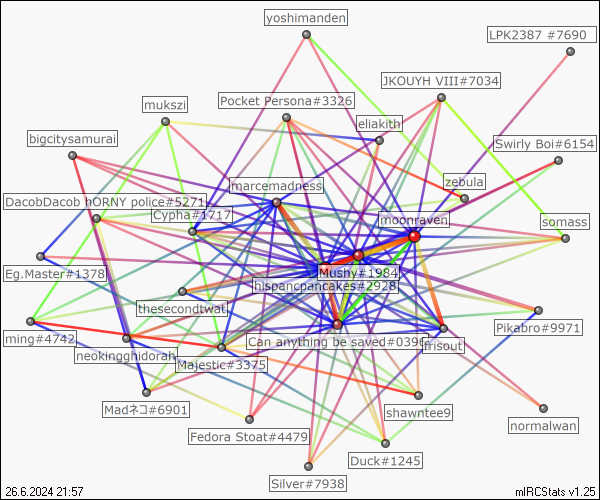 yoshimanden
LPK2387 #7690
JKOUYH VIII#7034
Pocket Persona#3326
mukszi
eliakith
bigcitysamurai
Swirly Boi#6154
zebula
marcemadness
DacobDacob hORNY police#5271
Cypha#1717
moonraven
somass
Mushy#1984
Eg.Master#1378
hispancpancakes#2928
thesecondtwat
Pikabro#9971
ming#4742
Can anything be saved#0396
frisout
neokingghidorah
Majestic#3375
Madネコ#6901
shawntee9
normalwan
Fedora Stoat#4479
Duck#1245
Silver#7938
26.6.2024 21:57
mIRCStats v1.25